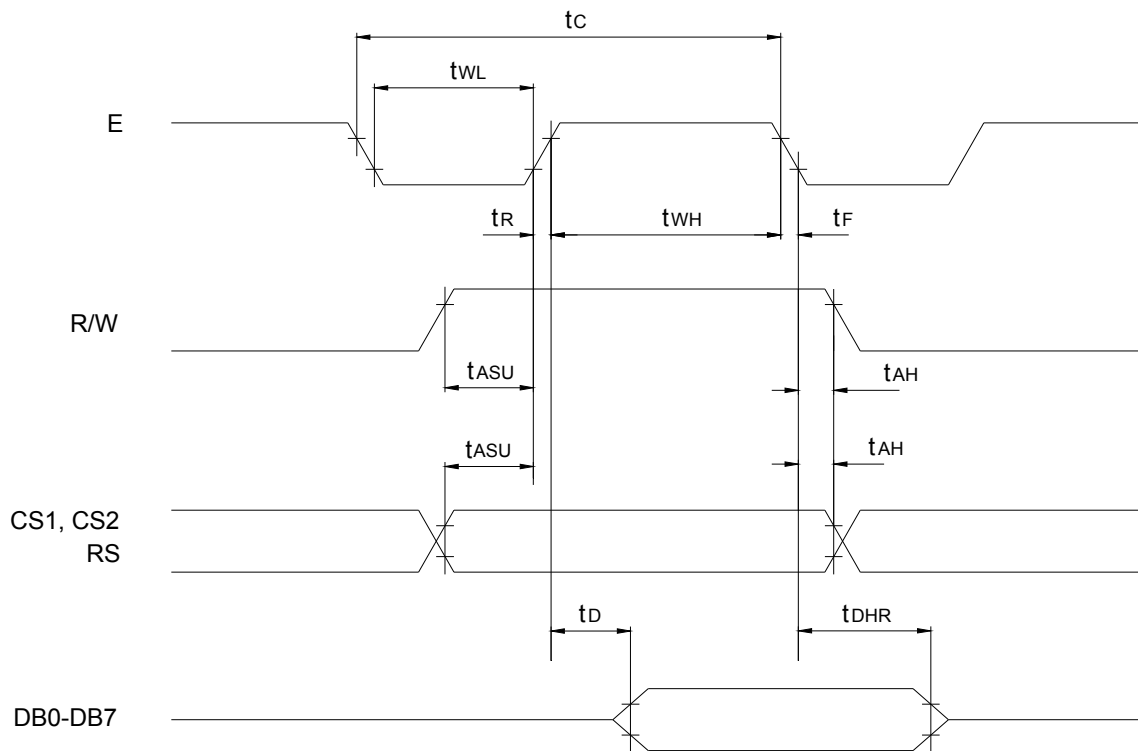 tC
tWL
E
tR
tWH
tF
R/W
tASU
tAH
tASU
tAH
CS1, CS2
RS
tD
tDHR
DB0-DB7